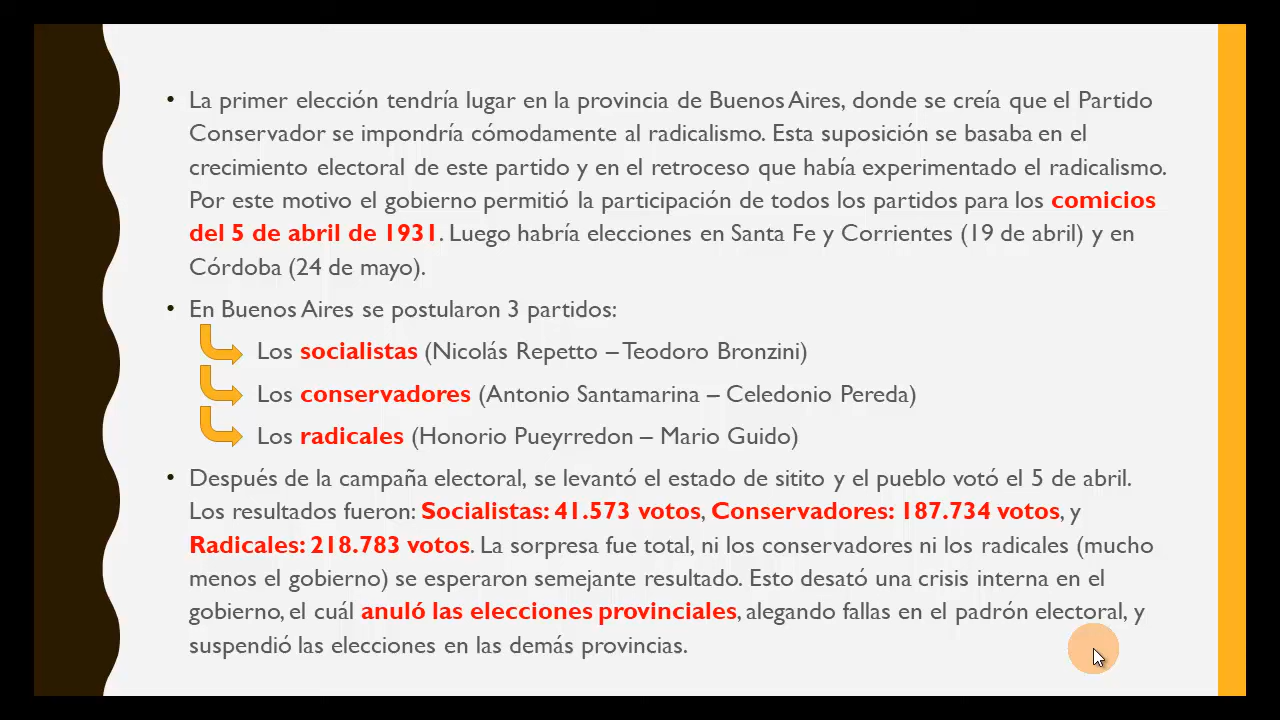 • La primer elección tendría lugar en la provincia de Buenos Aires, donde se creía que el Partido
Conservador se impondría cómodamente al radicalismo. Esta suposición se basaba en el
crecimiento electoral de este partido y en el retroceso que había experimentado el radicalismo.
Por este motivo el gobierno permitió la participación de todos los partidos para los comicios
del 5 de abril de 1931. Luego habría elecciones en Santa Fe y Corrientes (19 de abril) y en
Córdoba (24 de mayo).
• En Buenos Aires se postularon 3 partidos:
Los socialistas (Nicolás Repetto – Teodoro Bronzini)
Los conservadores (Antonio Santamarina – Celedonio Pereda)
Los radicales (Honorio Pueyrredon – Mario Guido)
• Después de la campaña electoral, se levantó el estado de sitito y el pueblo votó el 5 de abril.
Los resultados fueron: Socialistas: 41.573 votos, Conservadores: 187.734 votos, y
Radicales: 218.783 votos. La sorpresa fue total, ni los conservadores ni los radicales (mucho
menos el gobierno) se esperaron semejante resultado. Esto desató una crisis interna en el
gobierno, el cuál anuló las elecciones provinciales, alegando fallas en el padrón electoral, y
suspendió las elecciones en las demás provincias.